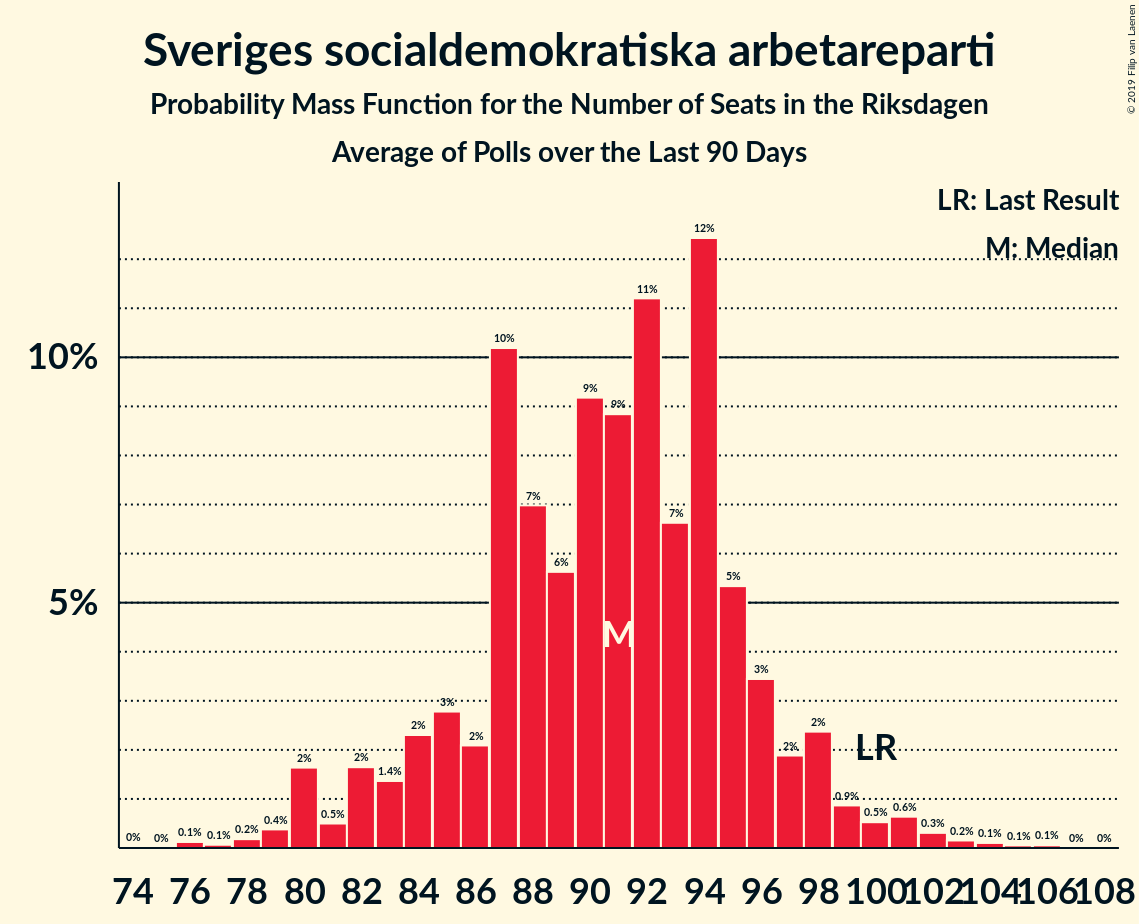 Sveriges socialdemokratiska arbetareparti
Probability Mass Function for the Number of Seats in the Riksdagen
Average of Polls over the Last 90 Days
© 2019 Filip van Laenen
LR: Last Result
M: Median
10%
5%
0% 0% 0.1% 0.1% 0.2% 0.4% 2% 0.5% 2% 1.4% 2% 3% 2% 10% 7% 6% 9% 9% 11% 7% 12% 5% 3% 2% 2% 0.9% 0.5% 0.6% 0.3% 0.2% 0.1% 0.1% 0.1% 0% 0%
M
LR
74 76 78 80 82 84 86 88 90 92 94 96 98 100 102 104 106 108